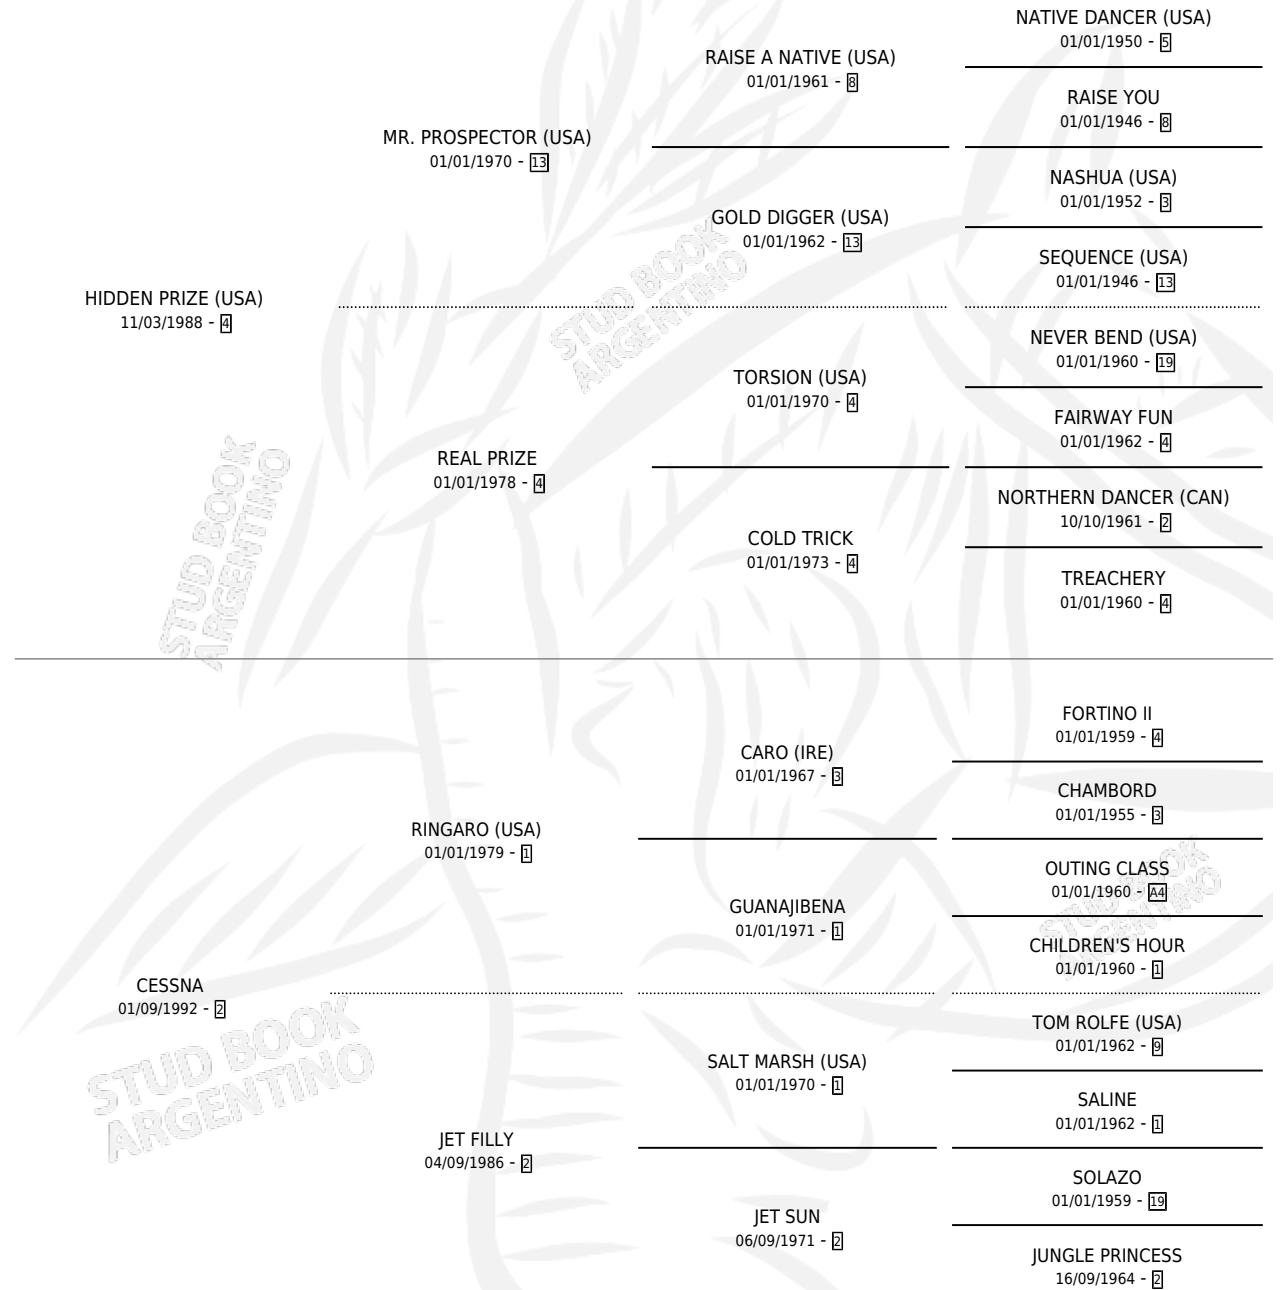 HIDDEN PRIZE (USA)
11/03/1988 - 4
MR. PROSPECTOR (USA)
01/01/1970 - 13
REAL PRIZE
01/01/1978 - 4
RAISE A NATIVE (USA)
01/01/1961 - 8
GOLD DIGGER (USA)
01/01/1962 - 13
TORSION (USA)
01/01/1970 - 4
COLD TRICK
01/01/1973 - 4
NATIVE DANCER (USA)
01/01/1950 - 5
RAISE YOU
01/01/1946 - 8
NASHUA (USA)
01/01/1952 - 3
SEQUENCE (USA)
01/01/1946 - 13
NEVER BEND (USA)
01/01/1960 - 19
FAIRWAY FUN
01/01/1962 - 4
NORTHERN DANCER (CAN)
10/10/1961 - 2
TREACHERY
01/01/1960 - 4
CESSNA
01/09/1992 - 2
RINGARO (USA)
01/01/1979 - 1
JET FILLY
04/09/1986 - 2
CARO (IRE)
01/01/1967 - 3
GUANAJIBENA
01/01/1971 - 1
SALT MARSH (USA)
01/01/1970 - 1
JET SUN
06/09/1971 - 2
FORTINO II
01/01/1959 - 4
CHAMBORD
01/01/1955 - 3
OUTING CLASS
01/01/1960 - A4
CHILDREN'S HOUR
01/01/1960 - 1
TOM ROLFE (USA)
01/01/1962 - 9
SALINE
01/01/1962 - 1
SOLAZO
01/01/1959 - 19
JUNGLE PRINCESS
16/09/1964 - 2
STUD BOOK
ARGENTINO
STUD BOOK
ARGENTINO
STUD BOOK
ARGENTINO
STUD BOOK
ARGENTINO